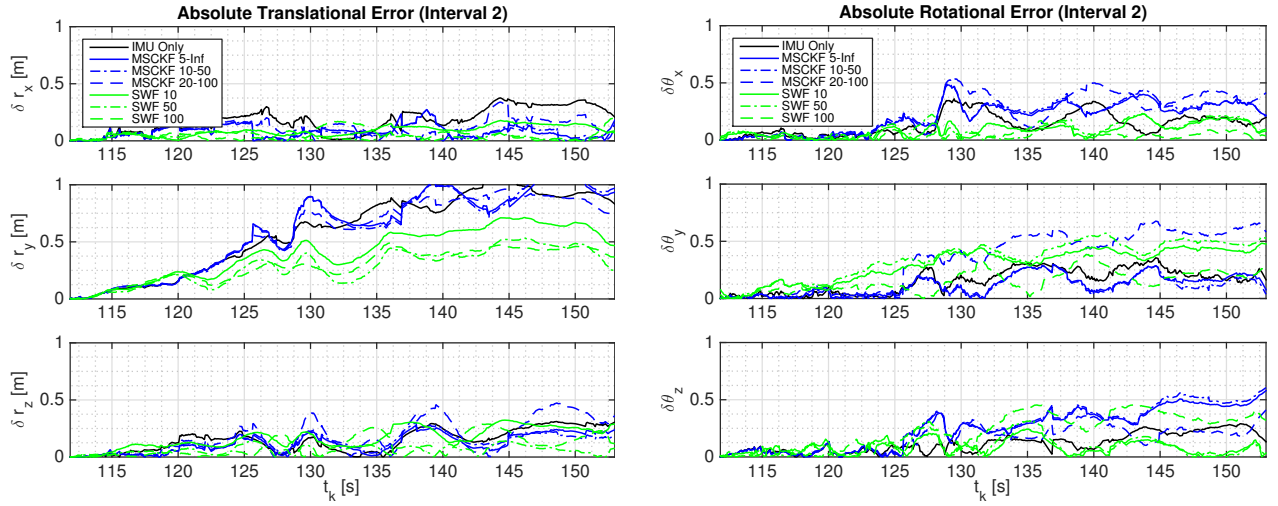 Absolute Translational Error (Interval 2)
1
0.5
0
δ r_x [m]
IMU Only
MSCKF 5-Inf
MSCKF 10-50
MSCKF 20-100
SWF 10
SWF 50
SWF 100
115 120 125 130 135 140 145 150
1
0.5
0
δ r_y [m]
115 120 125 130 135 140 145 150
1
0.5
0
δ r_z [m]
115 120 125 130 135 140 145 150
t_k [s]
Absolute Rotational Error (Interval 2)
1
0.5
0
δθ_x
IMU Only
MSCKF 5-Inf
MSCKF 10-50
MSCKF 20-100
SWF 10
SWF 50
SWF 100
115 120 125 130 135 140 145 150
1
0.5
0
δθ_y
115 120 125 130 135 140 145 150
1
0.5
0
δθ_z
115 120 125 130 135 140 145 150
t_k [s]